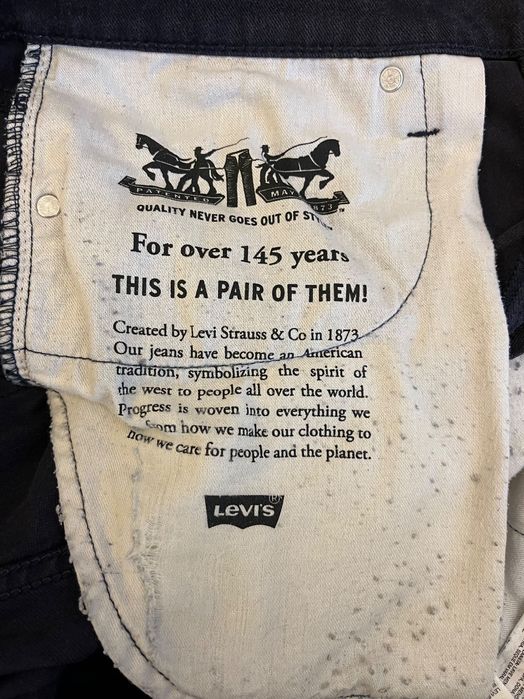 PATENTED MAY 1873
QUALITY NEVER GOES OUT OF
For over 145 years
THIS IS A PAIR OF THEM!
Created by Levi Strauss & Co in 1873
Our jeans have become an American
tradition, symbolizing the spirit of
the west to people all over the world.
Progress is woven into everything we
from how we make our clothing to
how we care for people and the planet.
LEVI'S®